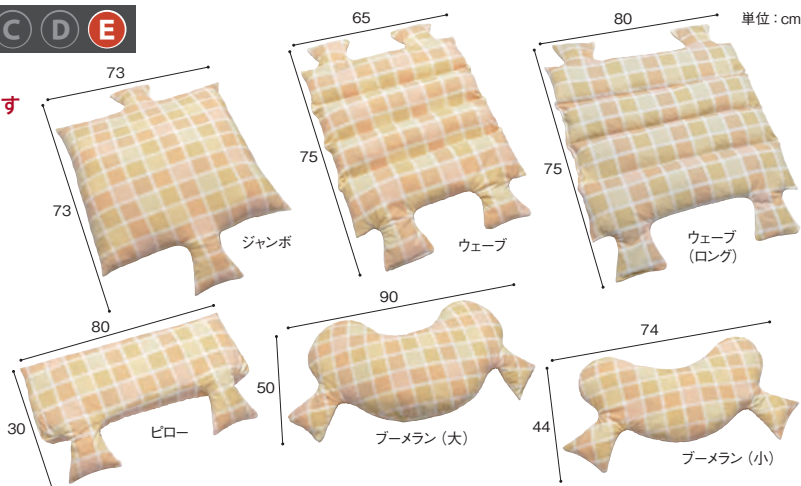 C D E
す
単位：cm
73
73
ジャンボ
65
75
ウェーブ
80
75
ウェーブ
（ロング）
80
30
ピロー
90
50
ブーメラン（大）
74
44
ブーメラン（小）